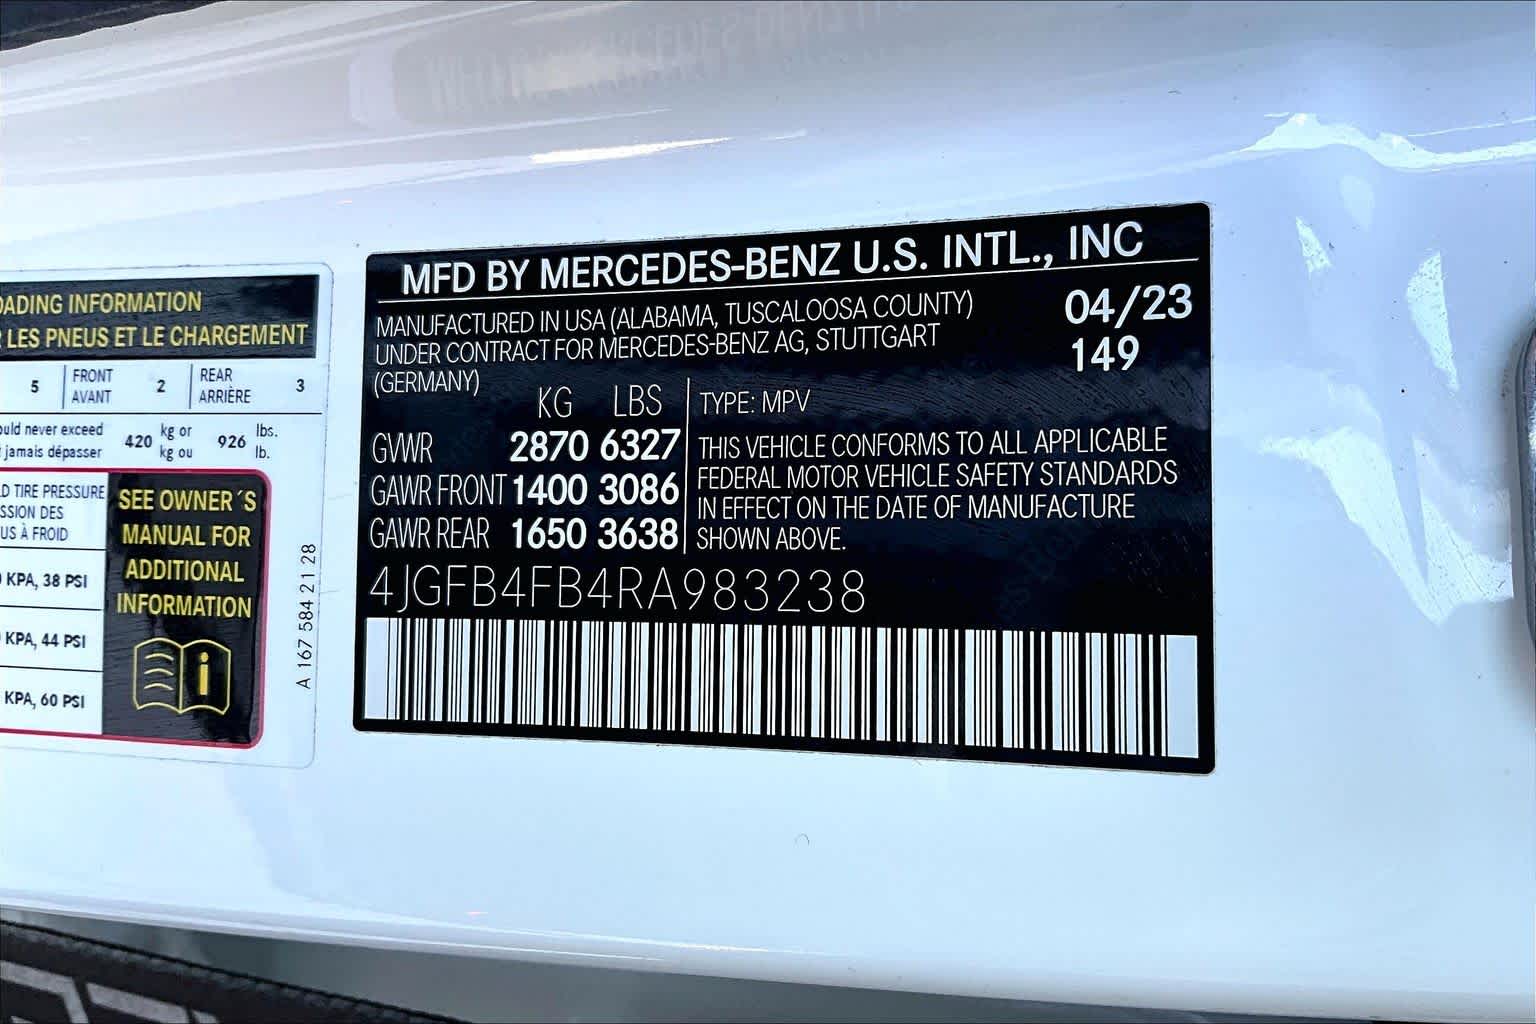 OADING INFORMATION
LES PNEUS ET LE CHARGEMENT
5 FRONT 2 REAR 3
AVANT ARRIÈRE
never exceed 420 kg or 926 lbs.
jamais dépasser kg ou lb.
TIRE PRESSURE
SSION DES
US À FROID
KPA, 38 PSI
KPA, 44 PSI
KPA, 60 PSI
SEE OWNER´S
MANUAL FOR
ADDITIONAL
INFORMATION
i
A 167 584 21 28
MFD BY MERCEDES-BENZ U.S. INTL., INC
MANUFACTURED IN USA (ALABAMA, TUSCALOOSA COUNTY)
UNDER CONTRACT FOR MERCEDES-BENZ AG, STUTTGART
(GERMANY)
04/23
149
KG LBS
GVWR 2870 6327
GAWR FRONT 1400 3086
GAWR REAR 1650 3638
TYPE: MPV
THIS VEHICLE CONFORMS TO ALL APPLICABLE
FEDERAL MOTOR VEHICLE SAFETY STANDARDS
IN EFFECT ON THE DATE OF MANUFACTURE
SHOWN ABOVE.
4JGFB4FB4RA983238